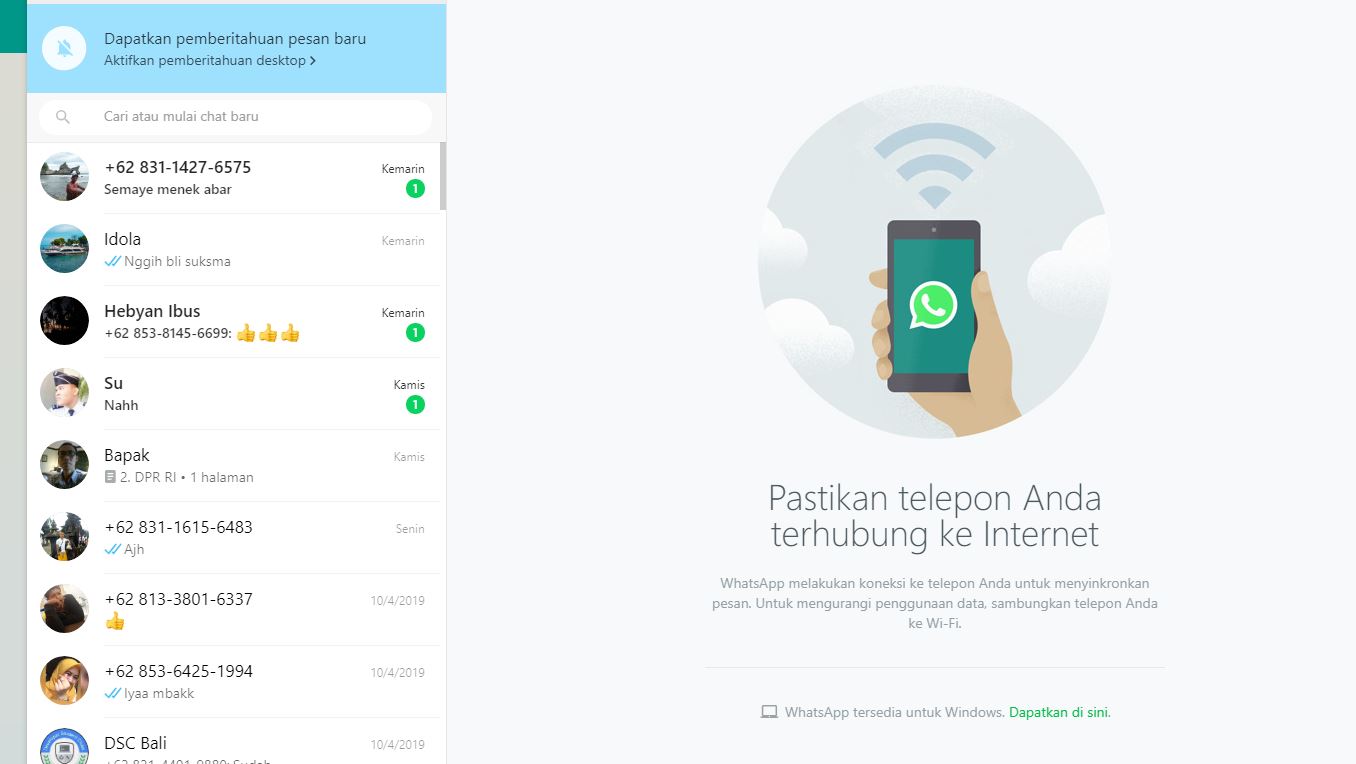 Dapatkan pemberitahuan pesan baru
Aktifkan pemberitahuan desktop >
Cari atau mulai chat baru
+62 831-1427-6575 Kemarin
Semaye menek abar 1
Idola Kemarin
Nggih bli suksma
Hebyan Ibus Kemarin
+62 853-8145-6699: 👍👍👍 1
Su Kamis
Nahh 1
Bapak Kamis
2. DPR RI • 1 halaman
+62 831-1615-6483 Senin
Ajh
+62 813-3801-6337 10/4/2019
👍
+62 853-6425-1994 10/4/2019
Iyaa mbakk
DSC Bali 10/4/2019
Pastikan telepon Anda
terhubung ke Internet
WhatsApp melakukan koneksi ke telepon Anda untuk menyinkronkan
pesan. Untuk mengurangi penggunaan data, sambungkan telepon Anda
ke Wi-Fi.
WhatsApp tersedia untuk Windows. Dapatkan di sini.